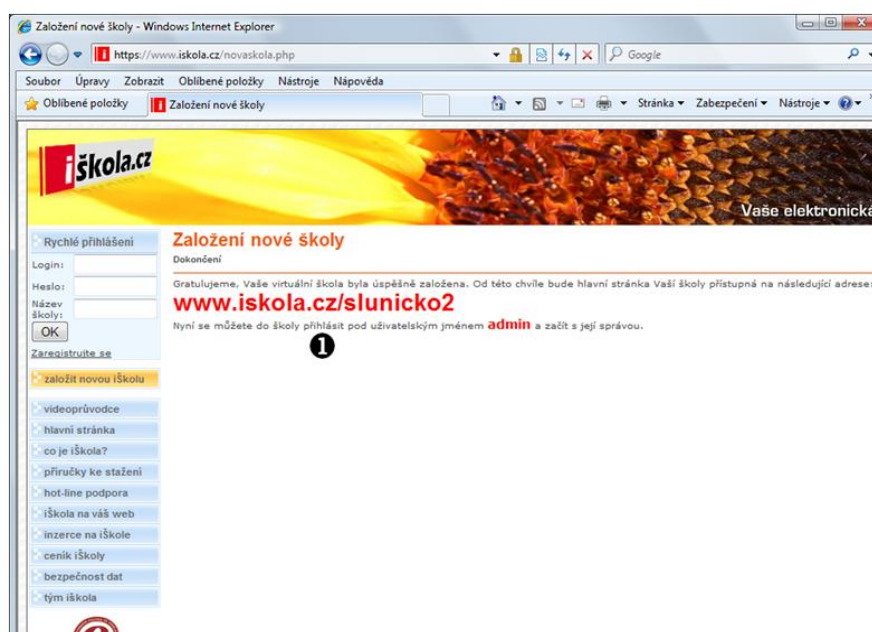 Založení nové školy - Windows Internet Explorer
https://www.iskola.cz/novaskola.php
Google
Soubor Úpravy Zobrazit Oblíbené položky Nástroje Nápověda
Oblíbené položky Založení nové školy Stránka Zabezpečení Nástroje
iškola.cz
Vaše elektronická
Rychlé přihlášení
Login:
Heslo:
Název
školy:
OK
Zaregistrujte se
založit novou iŠkolu
videoprůvodce
hlavní stránka
co je iŠkola?
příručky ke stažení
hot-line podpora
iŠkola na váš web
inzerce na iŠkole
ceník iŠkoly
bezpečnost dat
tým iškola
Založení nové školy
Dokončení
Gratulujeme, Vaše virtuální škola byla úspěšně založena. Od této chvíle bude hlavní stránka Vaší školy přístupná na následující adrese:
www.iskola.cz/slunicko2
Nyní se můžete do školy přihlásit pod uživatelským jménem admin a začít s její správou.
1